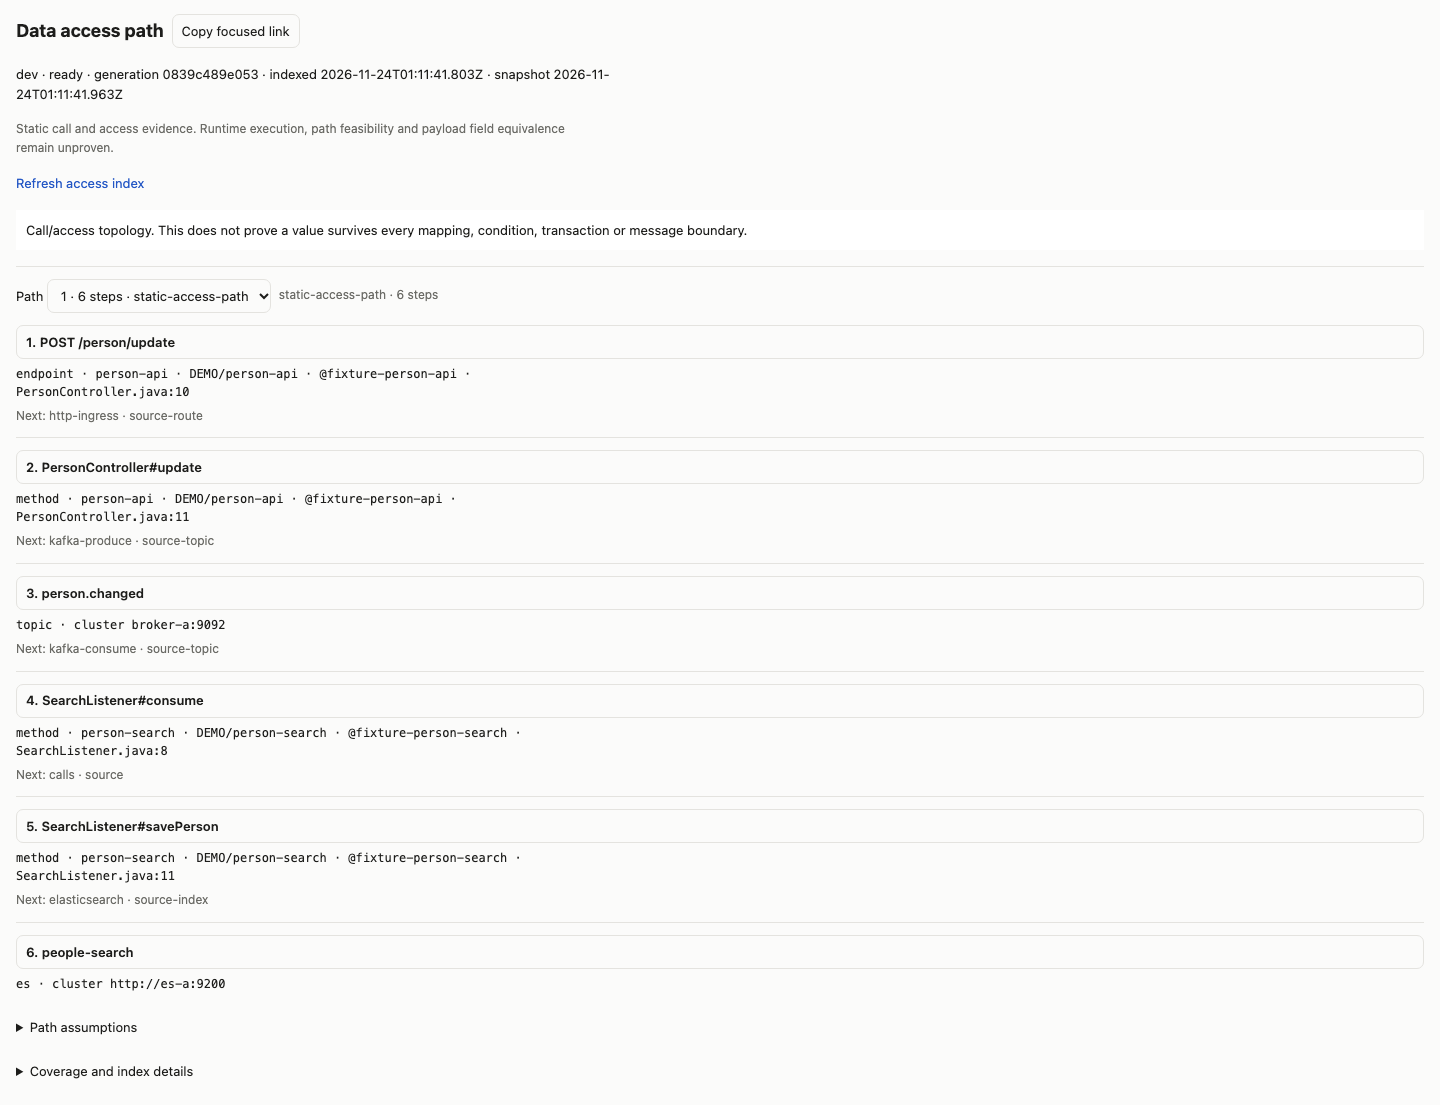 Data access path
Copy focused link
dev · ready · generation 0839c489e053 · indexed 2026-11-24T01:11:41.803Z · snapshot 2026-11-
24T01:11:41.963Z
Static call and access evidence. Runtime execution, path feasibility and payload field equivalence
remain unproven.
Refresh access index
Call/access topology. This does not prove a value survives every mapping, condition, transaction or message boundary.
Path 1 · 6 steps · static-access-path static-access-path · 6 steps
1. POST /person/update
endpoint · person-api · DEMO/person-api · @fixture-person-api ·
PersonController.java:10
Next: http-ingress · source-route
2. PersonController#update
method · person-api · DEMO/person-api · @fixture-person-api ·
PersonController.java:11
Next: kafka-produce · source-topic
3. person.changed
topic · cluster broker-a:9092
Next: kafka-consume · source-topic
4. SearchListener#consume
method · person-search · DEMO/person-search · @fixture-person-search ·
SearchListener.java:8
Next: calls · source
5. SearchListener#savePerson
method · person-search · DEMO/person-search · @fixture-person-search ·
SearchListener.java:11
Next: elasticsearch · source-index
6. people-search
es · cluster http://es-a:9200
Path assumptions
Coverage and index details